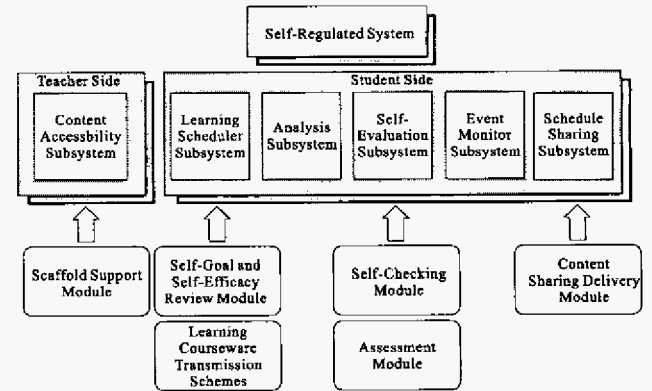 Self-Regulated System
Teacher Side
Student Side
Content
Accessbility
Subsystem
Learning
Scheduler
Subsystem
Analysis
Subsystem
Self-
Evaluation
Subsystem
Event
Monitor
Subsystem
Schedule
Sharing
Subsystem
Scaffold Support
Module
Self-Goal and
Self-Efficacy
Review Module
Learning
Courseware
Transmission
Schemes
Self-Checking
Module
Assessment
Module
Content
Sharing Delivery
Module